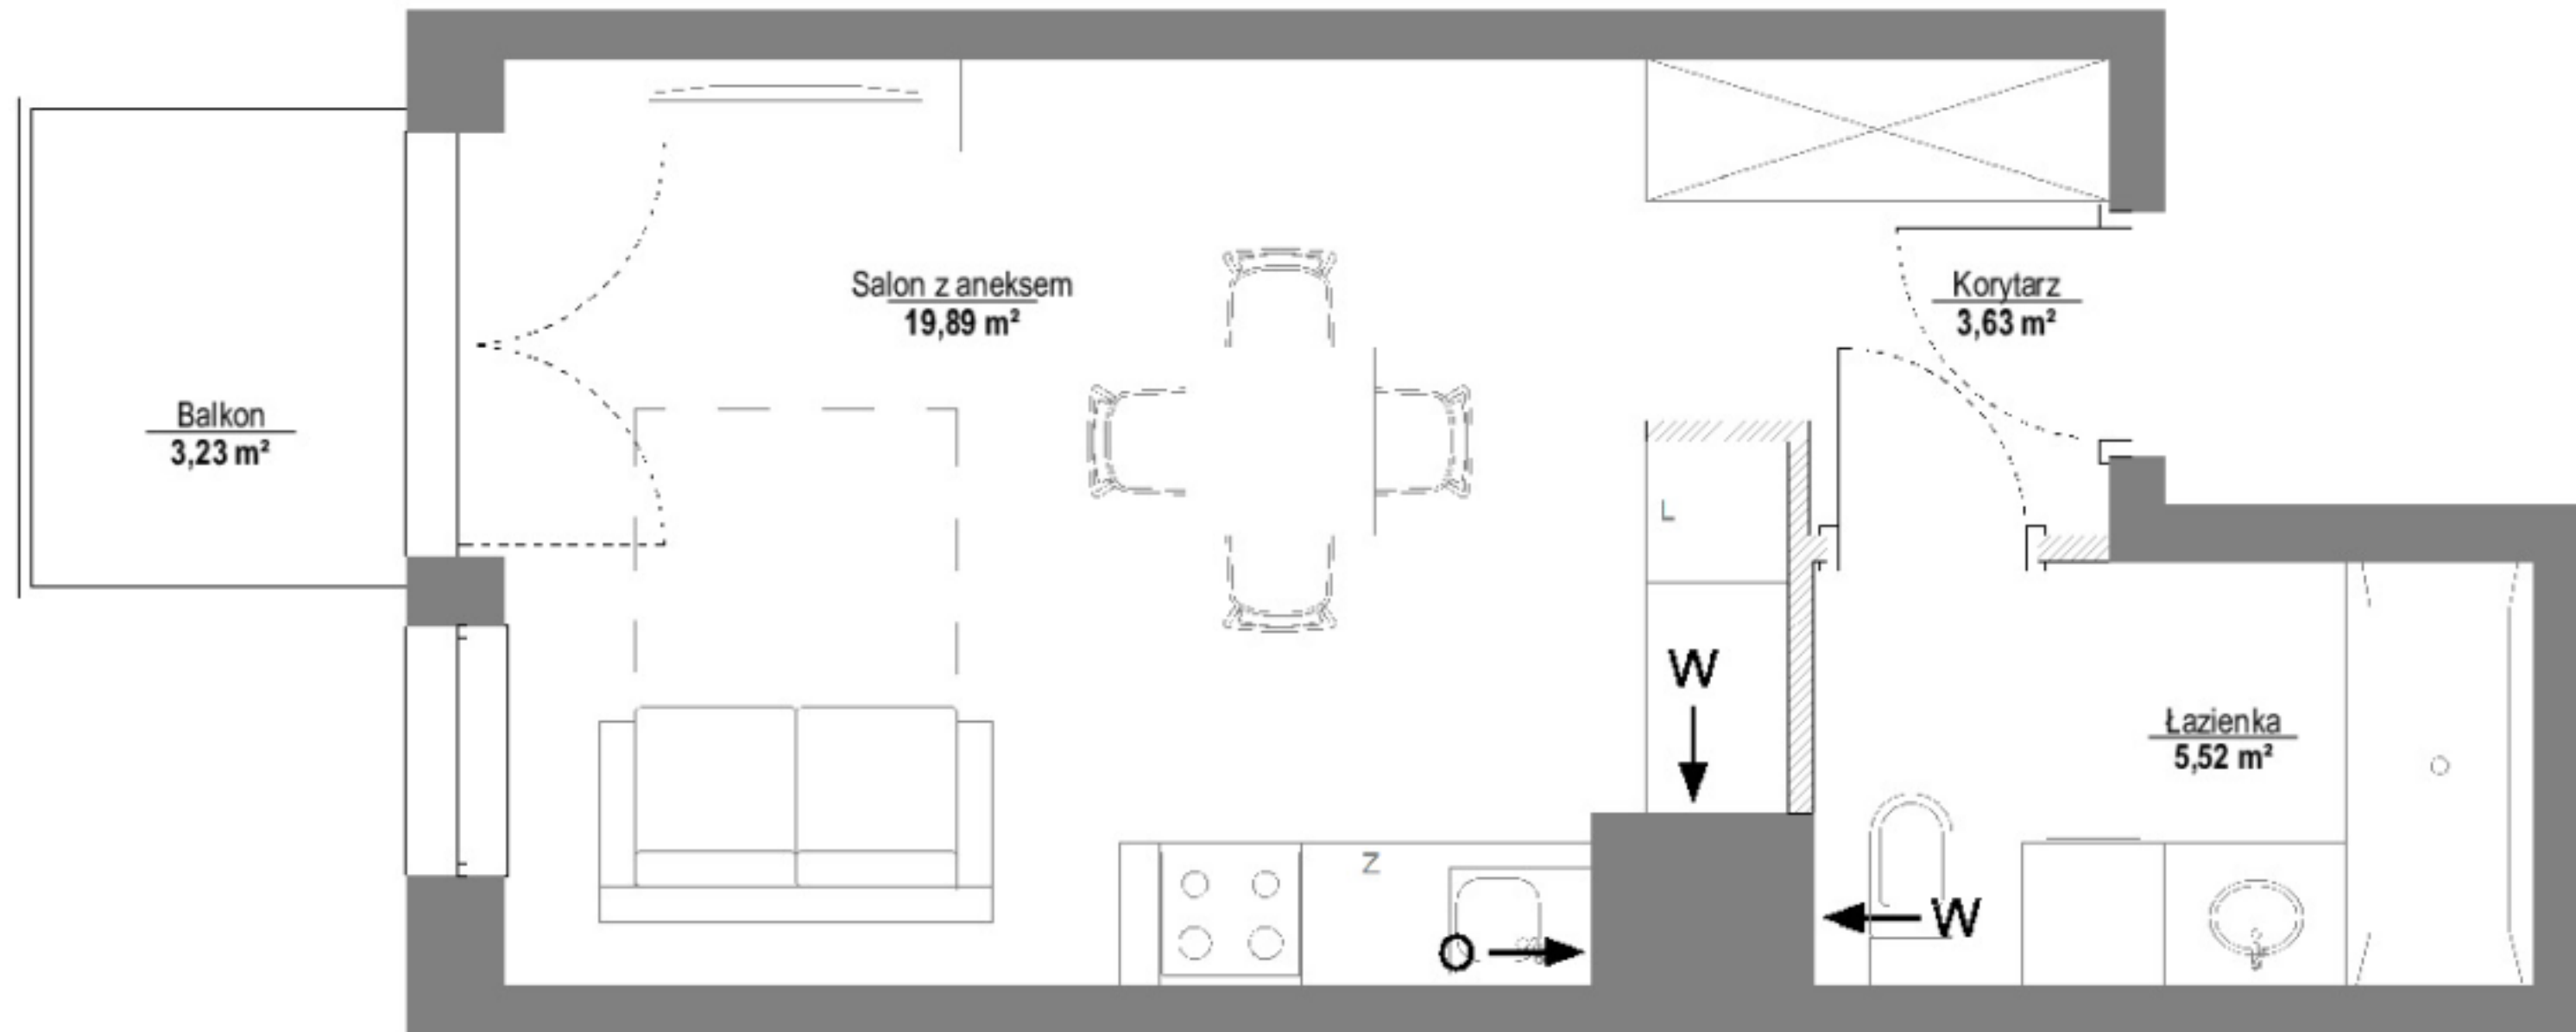 Salon z aneksem
19,89 m²
Korytarz
3,63 m²
Balkon
3,23 m²
L
W
Łazienka
5,52 m²
Z
W
O